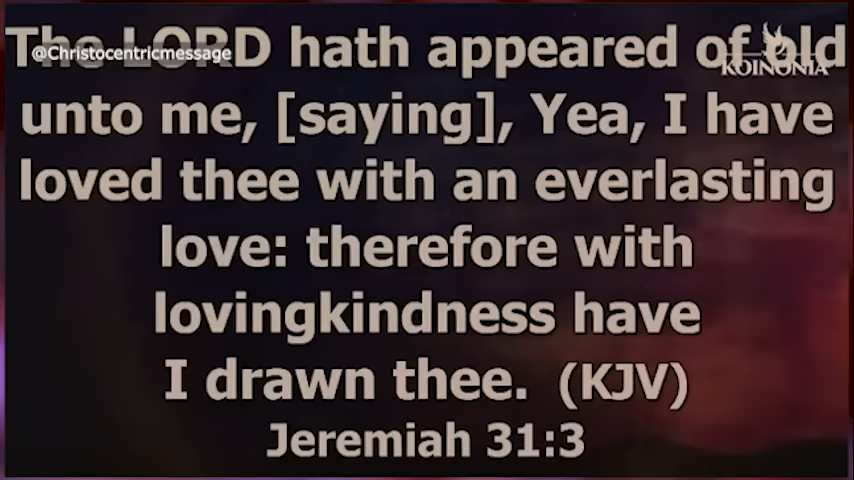 The LORD hath appeared of old
@Christocentricmessage
KOINONIA
unto me, [saying], Yea, I have
loved thee with an everlasting
love: therefore with
lovingkindness have
I drawn thee. (KJV)
Jeremiah 31:3